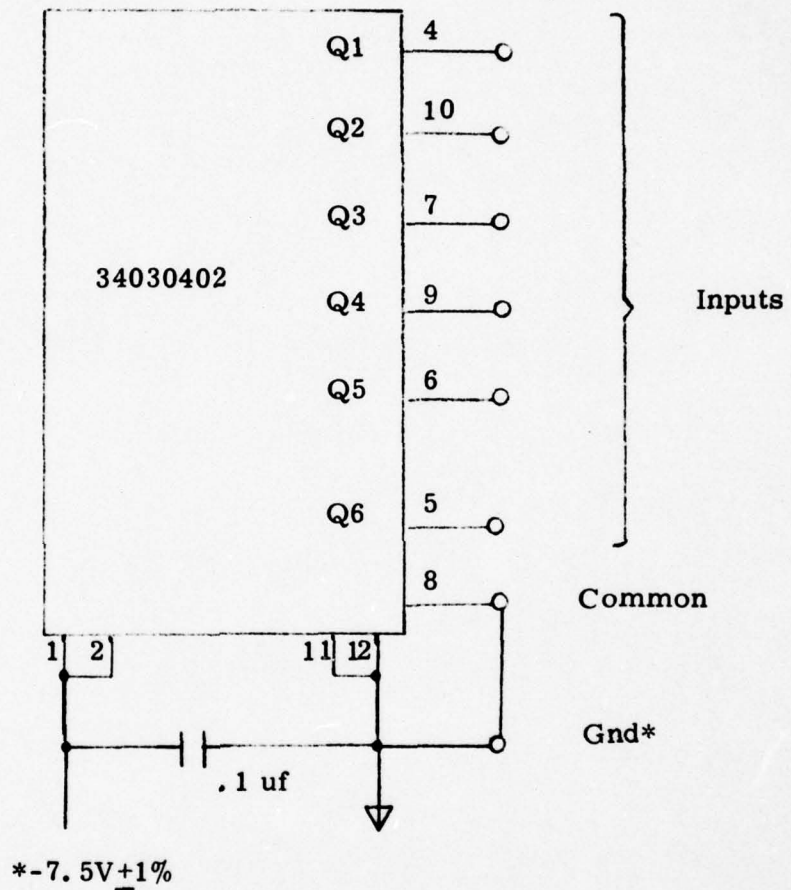 Q1 4
Q2 10
Q3 7
34030402
Q4 9
Inputs
Q5 6
Q6 5
8
Common
1 2 11 12
Gnd*
.1 uf
*-7.5V±1%